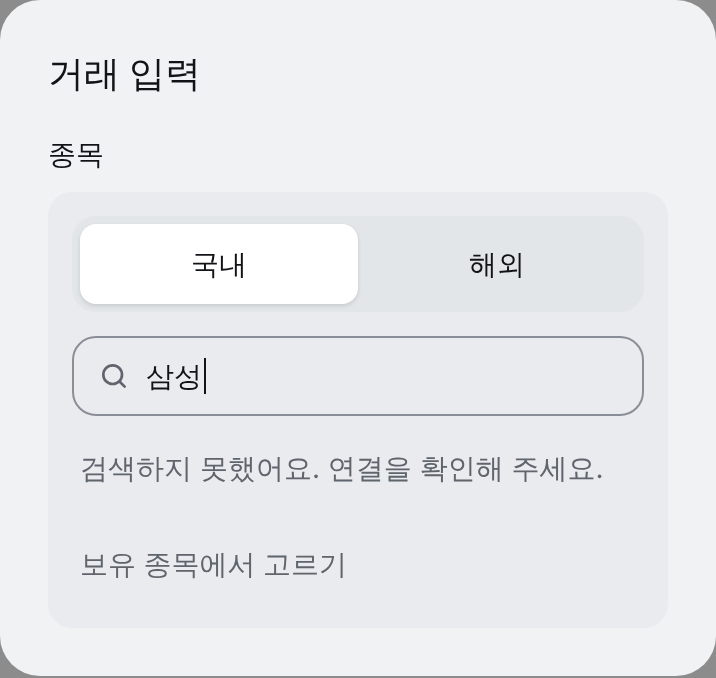 거래 입력
종목
국내
해외
삼성
검색하지 못했어요. 연결을 확인해 주세요.
보유 종목에서 고르기